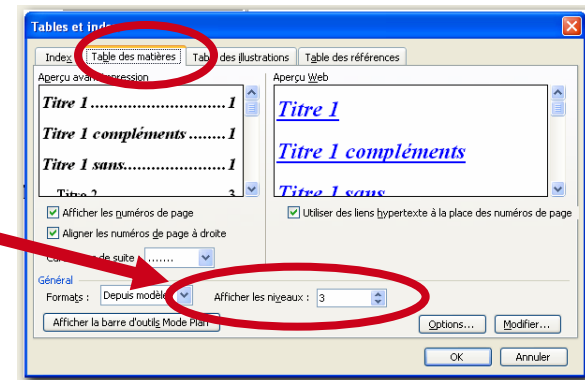 Tables et ind
Index
Table des matières
Table des illustrations
Table des références
Aperçu avant impression
Aperçu Web
Titre 1..............................1
Titre 1 compléments ........1
Titre 1 sans.......................1
Titre 2 3
Titre 1
Titre 1 compléments
Titre 1 sans
Afficher les numéros de page
Utiliser des liens hypertexte à la place des numéros de page
Aligner les numéros de page à droite
de suite : .......
Général
Formats : Depuis modèle
Afficher les niveaux : 3
Afficher la barre d'outils Mode Plan
Options...
Modifier...
OK
Annuler